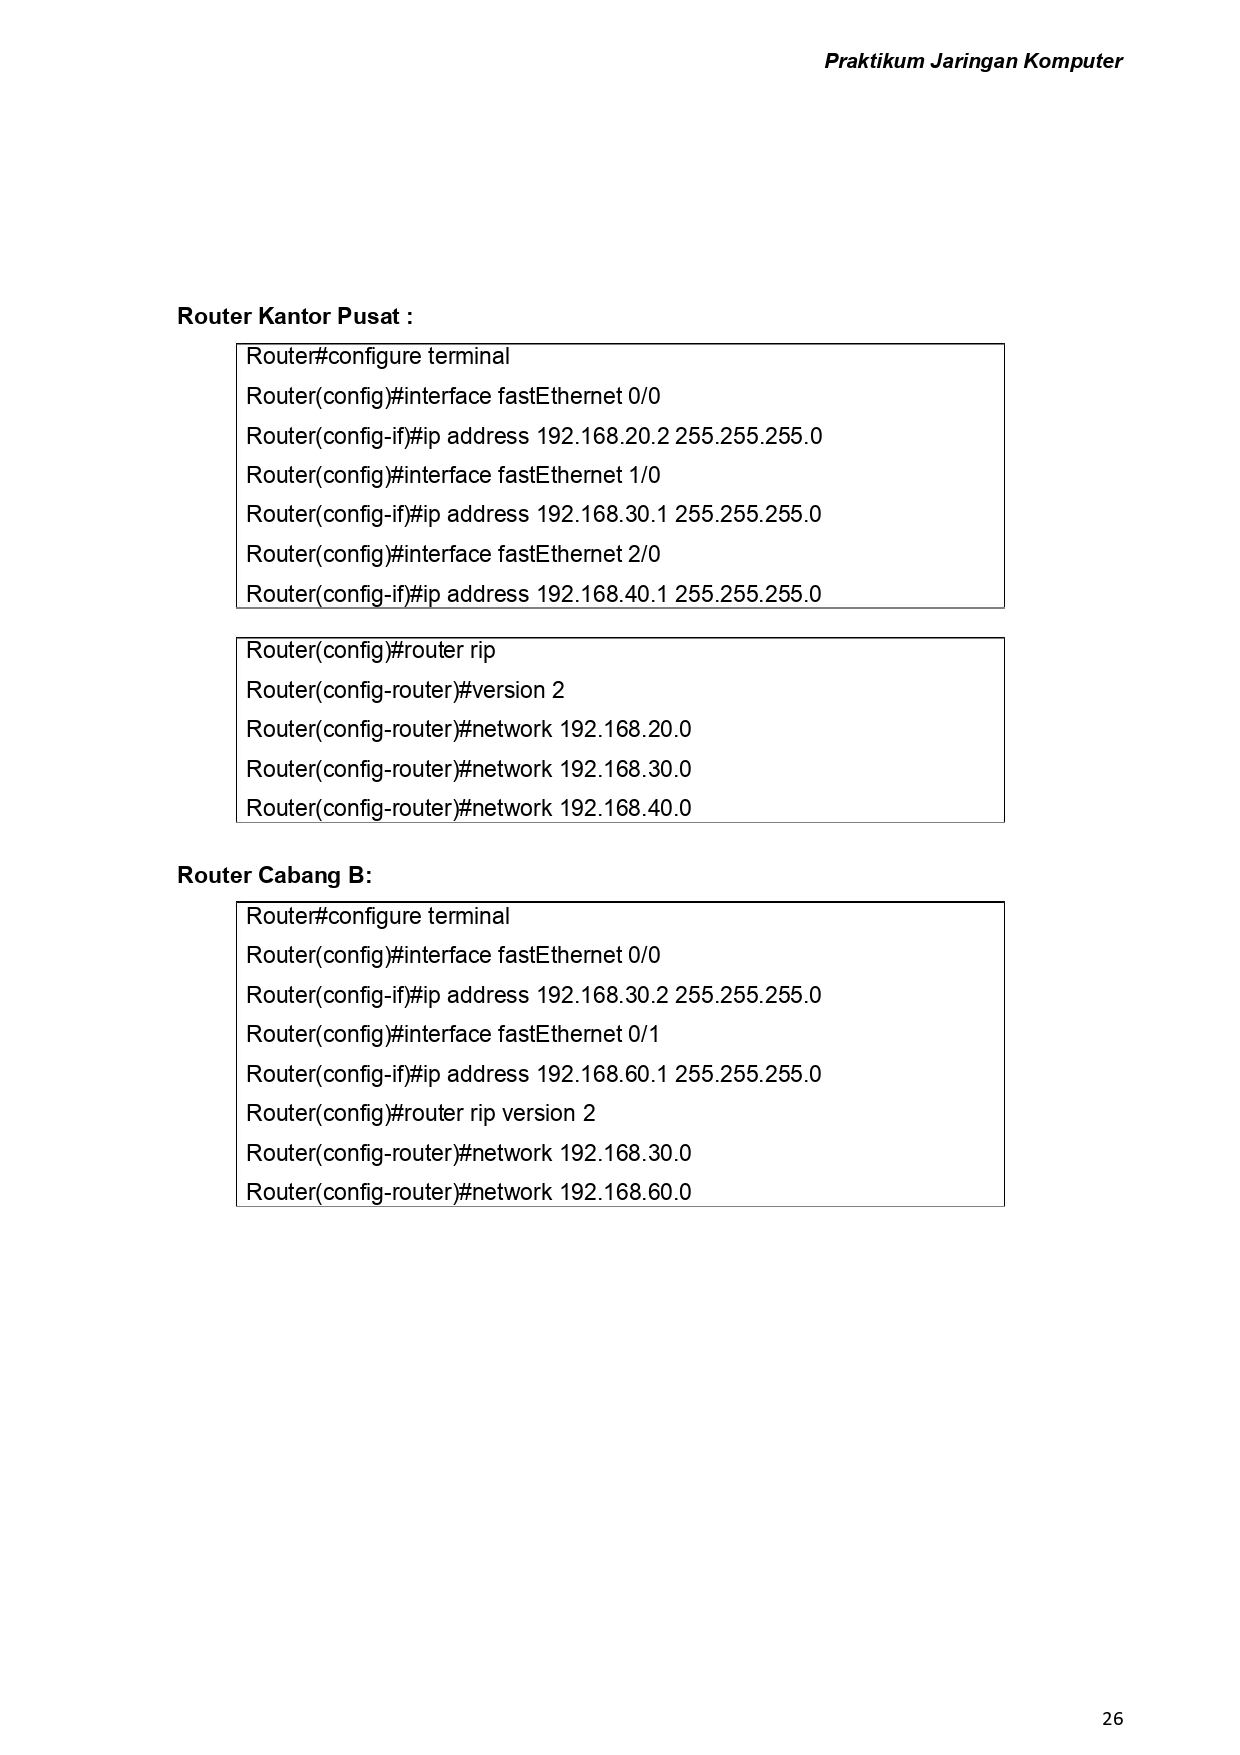 Praktikum Jaringan Komputer
Router Kantor Pusat :
Router#configure terminal
Router(config)#interface fastEthernet 0/0
Router(config-if)#ip address 192.168.20.2 255.255.255.0
Router(config)#interface fastEthernet 1/0
Router(config-if)#ip address 192.168.30.1 255.255.255.0
Router(config)#interface fastEthernet 2/0
Router(config-if)#ip address 192.168.40.1 255.255.255.0
Router(config)#router rip
Router(config-router)#version 2
Router(config-router)#network 192.168.20.0
Router(config-router)#network 192.168.30.0
Router(config-router)#network 192.168.40.0
Router Cabang B:
Router#configure terminal
Router(config)#interface fastEthernet 0/0
Router(config-if)#ip address 192.168.30.2 255.255.255.0
Router(config)#interface fastEthernet 0/1
Router(config-if)#ip address 192.168.60.1 255.255.255.0
Router(config)#router rip version 2
Router(config-router)#network 192.168.30.0
Router(config-router)#network 192.168.60.0
26